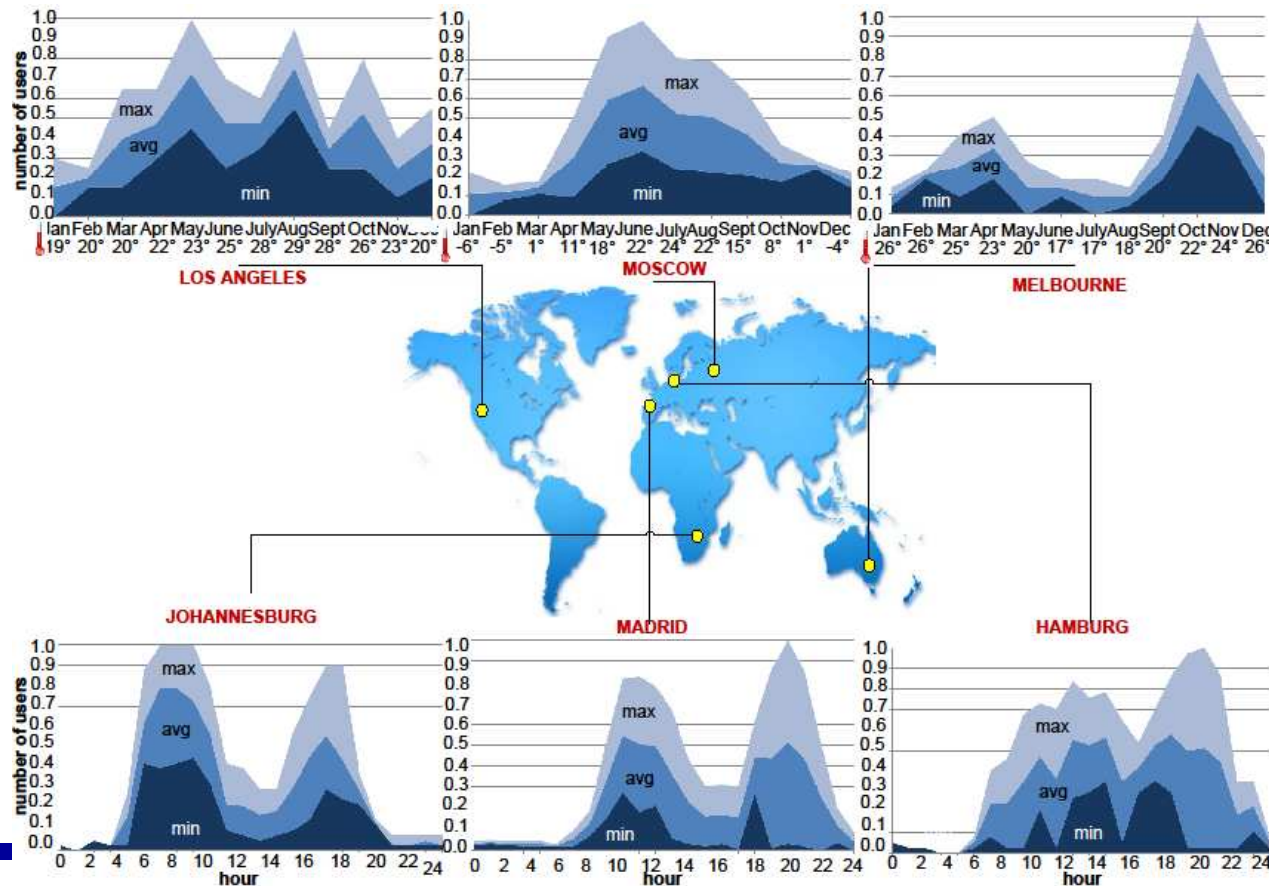 number of users
1.0
0.9
0.8
0.7
0.6
0.5
0.4
0.3
0.2
0.1
0.0
max
avg
min
Jan Feb Mar Apr May June July Aug Sept Oct Nov Dec
19° 20° 20° 22° 23° 25° 28° 29° 28° 26° 23° 20°
LOS ANGELES
1.0
0.9
0.8
0.7
0.6
0.5
0.4
0.3
0.2
0.1
0.0
max
avg
min
Jan Feb Mar Apr May June July Aug Sept Oct Nov Dec
-6° -5° 1° 11° 18° 22° 24° 22° 15° 8° 1° -4°
MOSCOW
1.0
0.9
0.8
0.7
0.6
0.5
0.4
0.3
0.2
0.1
0.0
max
avg
min
Jan Feb Mar Apr May June July Aug Sept Oct Nov Dec
26° 26° 25° 23° 20° 17° 17° 18° 20° 22° 24° 26°
MELBOURNE
JOHANNESBURG
number of users
1.0
0.9
0.7
0.6
0.5
0.4
0.3
0.2
0.1
0.0
max
avg
min
0 2 4 6 8 10 12 14 16 18 20 22 24
hour
MADRID
1.0
0.9
0.8
0.7
0.6
0.5
0.4
0.3
0.2
0.1
0.0
max
avg
min
0 2 4 6 8 10 12 14 16 18 20 22 24
hour
HAMBURG
1.0
0.9
0.8
0.7
0.6
0.5
0.4
0.3
0.2
0.1
0.0
max
avg
min
0 2 4 6 8 10 12 14 16 18 20 22 24
hour